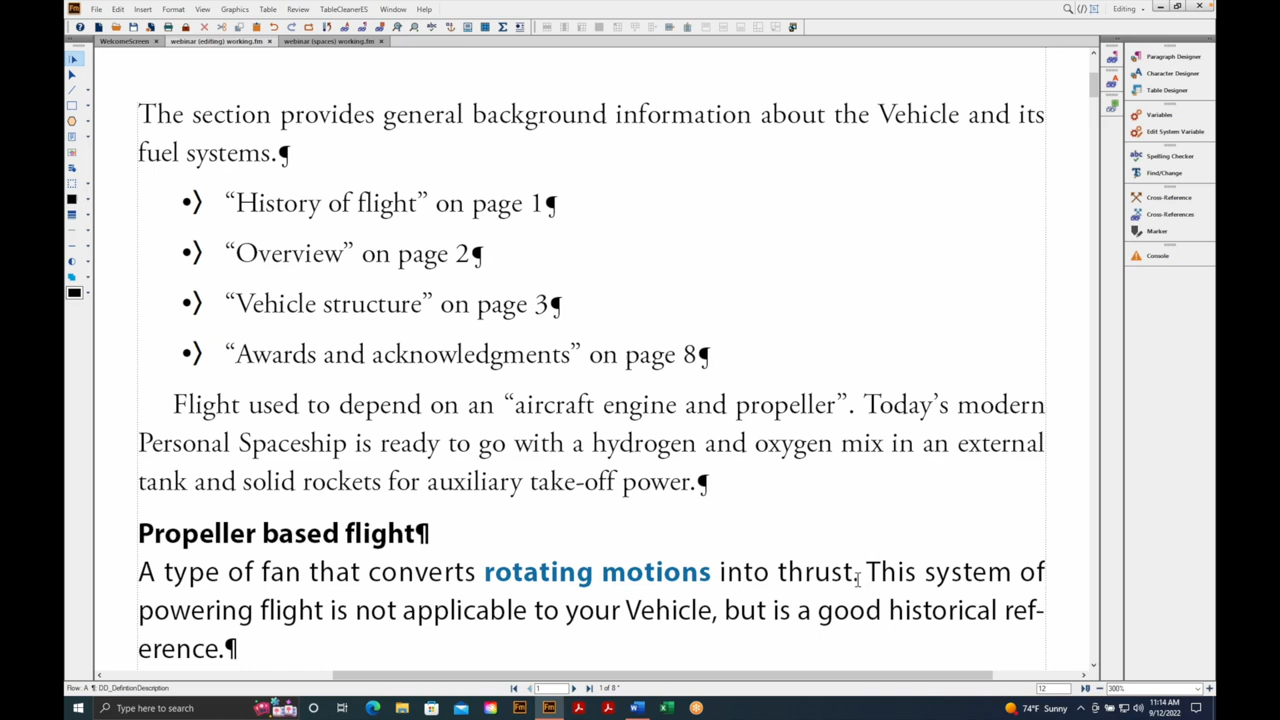 File Edit Insert Format View Graphics Table Review TableCleanerES Window Help
Editing
WelcomeScreen × webinar (editing) working.fm × webinar (spaces) working.fm ×
The section provides general background information about the Vehicle and its
fuel systems.¶
•⟩ “History of flight” on page 1¶
•⟩ “Overview” on page 2¶
•⟩ “Vehicle structure” on page 3¶
•⟩ “Awards and acknowledgments” on page 8¶
Flight used to depend on an “aircraft engine and propeller”. Today’s modern
Personal Spaceship is ready to go with a hydrogen and oxygen mix in an external
tank and solid rockets for auxiliary take-off power.¶
Propeller based flight¶
A type of fan that converts rotating motions into thrust. This system of
powering flight is not applicable to your Vehicle, but is a good historical ref-
erence.¶
Paragraph Designer
Character Designer
Table Designer
Variables
Edit System Variable
Spelling Checker
Find/Change
Cross-Reference
Cross-References
Marker
Console
Flow: A ¶: DD_DefintionDescription
1
1 of 8 *
12
300%
Type here to search
74°F Sunny
11:14 AM
9/12/2022